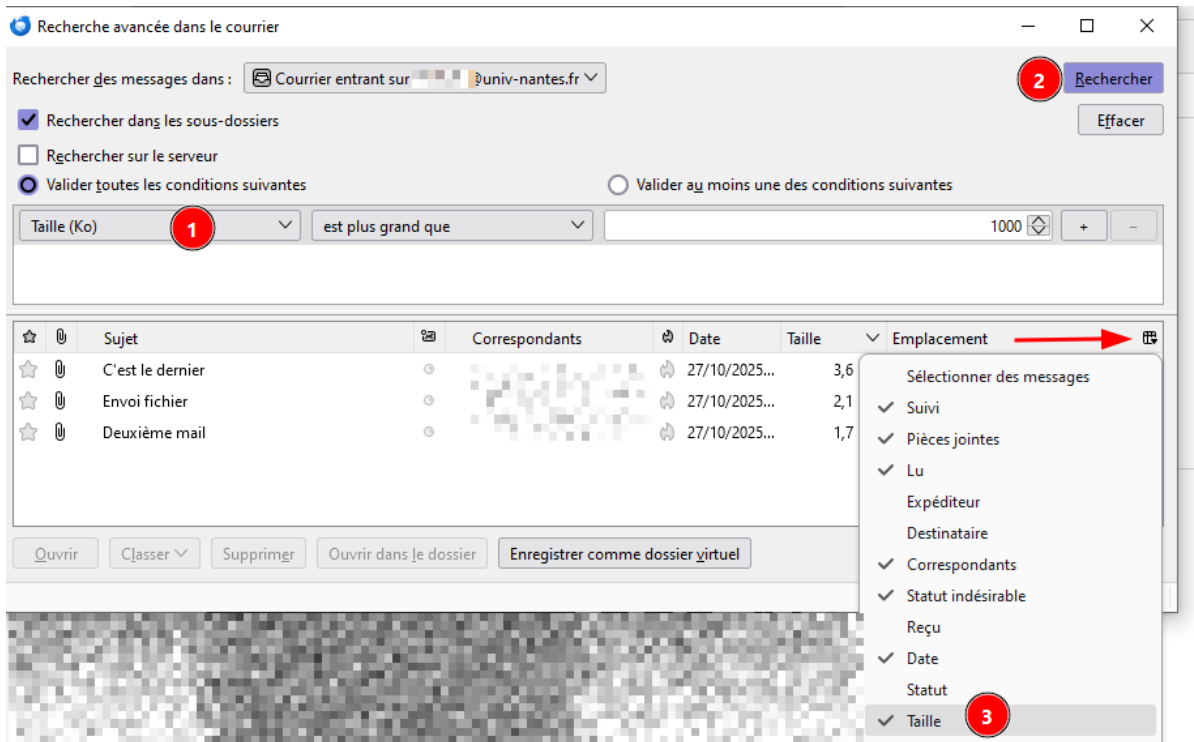 Recherche avancée dans le courrier
Rechercher des messages dans : Courrier entrant sur @univ-nantes.fr
2 Rechercher
Rechercher dans les sous-dossiers
Effacer
Rechercher sur le serveur
Valider toutes les conditions suivantes Valider au moins une des conditions suivantes
Taille (Ko) 1 est plus grand que 1000 + −
Sujet Correspondants Date Taille Emplacement
C'est le dernier 27/10/2025... 3,6
Envoi fichier 27/10/2025... 2,1
Deuxième mail 27/10/2025... 1,7
Sélectionner des messages
Suivi
Pièces jointes
Lu
Expéditeur
Destinataire
Correspondants
Statut indésirable
Reçu
Date
Statut
Taille 3
Ouvrir Classer Supprimer Ouvrir dans le dossier Enregistrer comme dossier virtuel